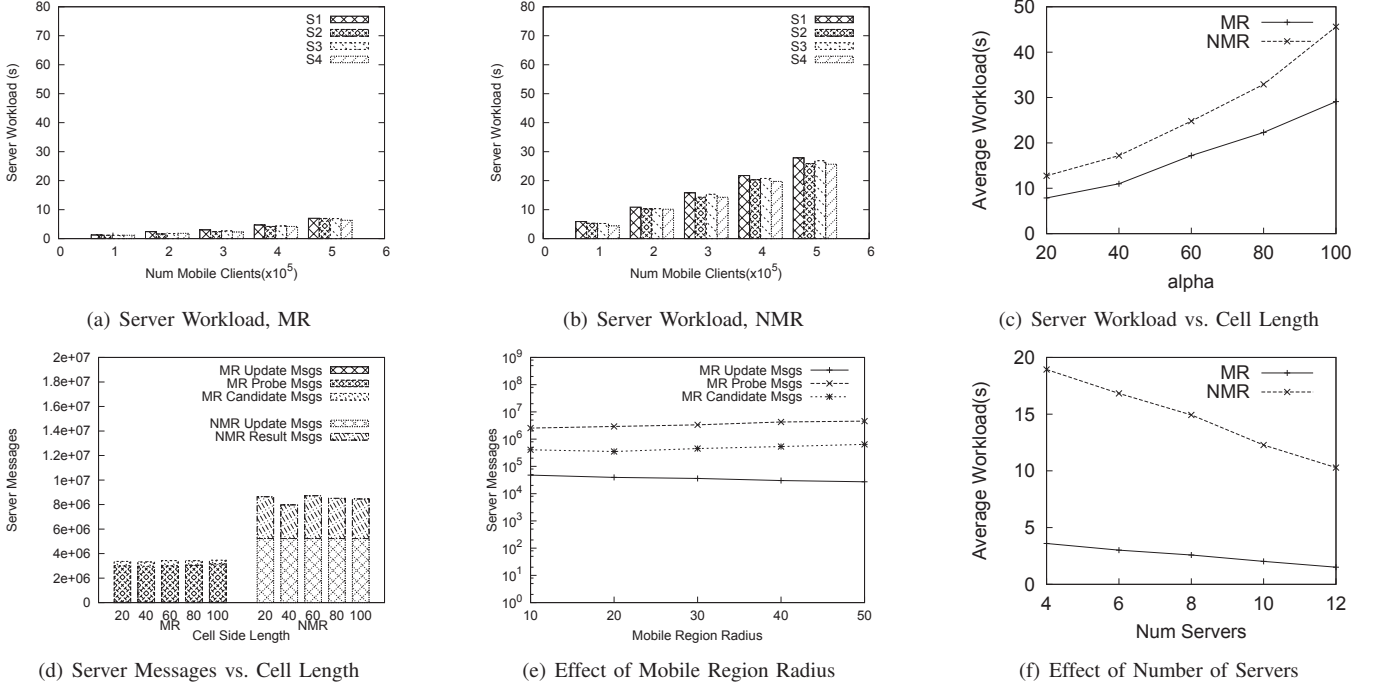 80
70
60
50
40
30
20
10
0
Server Workload (s)
S1
S2
S3
S4
0 1 2 3 4 5 6
Num Mobile Clients(x10^5)
(a) Server Workload, MR
80
70
60
50
40
30
20
10
0
Server Workload (s)
S1
S2
S3
S4
0 1 2 3 4 5 6
Num Mobile Clients(x10^5)
(b) Server Workload, NMR
50
40
30
20
10
0
Average Workload(s)
MR
NMR
20 40 60 80 100
alpha
(c) Server Workload vs. Cell Length
2e+07
1.8e+07
1.6e+07
1.4e+07
1.2e+07
1e+07
8e+06
6e+06
4e+06
2e+06
0
Server Messages
MR Update Msgs
MR Probe Msgs
MR Candidate Msgs
NMR Update Msgs
NMR Result Msgs
20 40 60 80 100 20 40 60 80 100
MR NMR
Cell Side Length
(d) Server Messages vs. Cell Length
10^9
10^8
10^7
10^6
10^5
10^4
10^3
10^2
10^1
10^0
Server Messages
MR Update Msgs
MR Probe Msgs
MR Candidate Msgs
10 20 30 40 50
Mobile Region Radius
(e) Effect of Mobile Region Radius
20
15
10
5
0
Average Workload(s)
MR
NMR
4 6 8 10 12
Num Servers
(f) Effect of Number of Servers